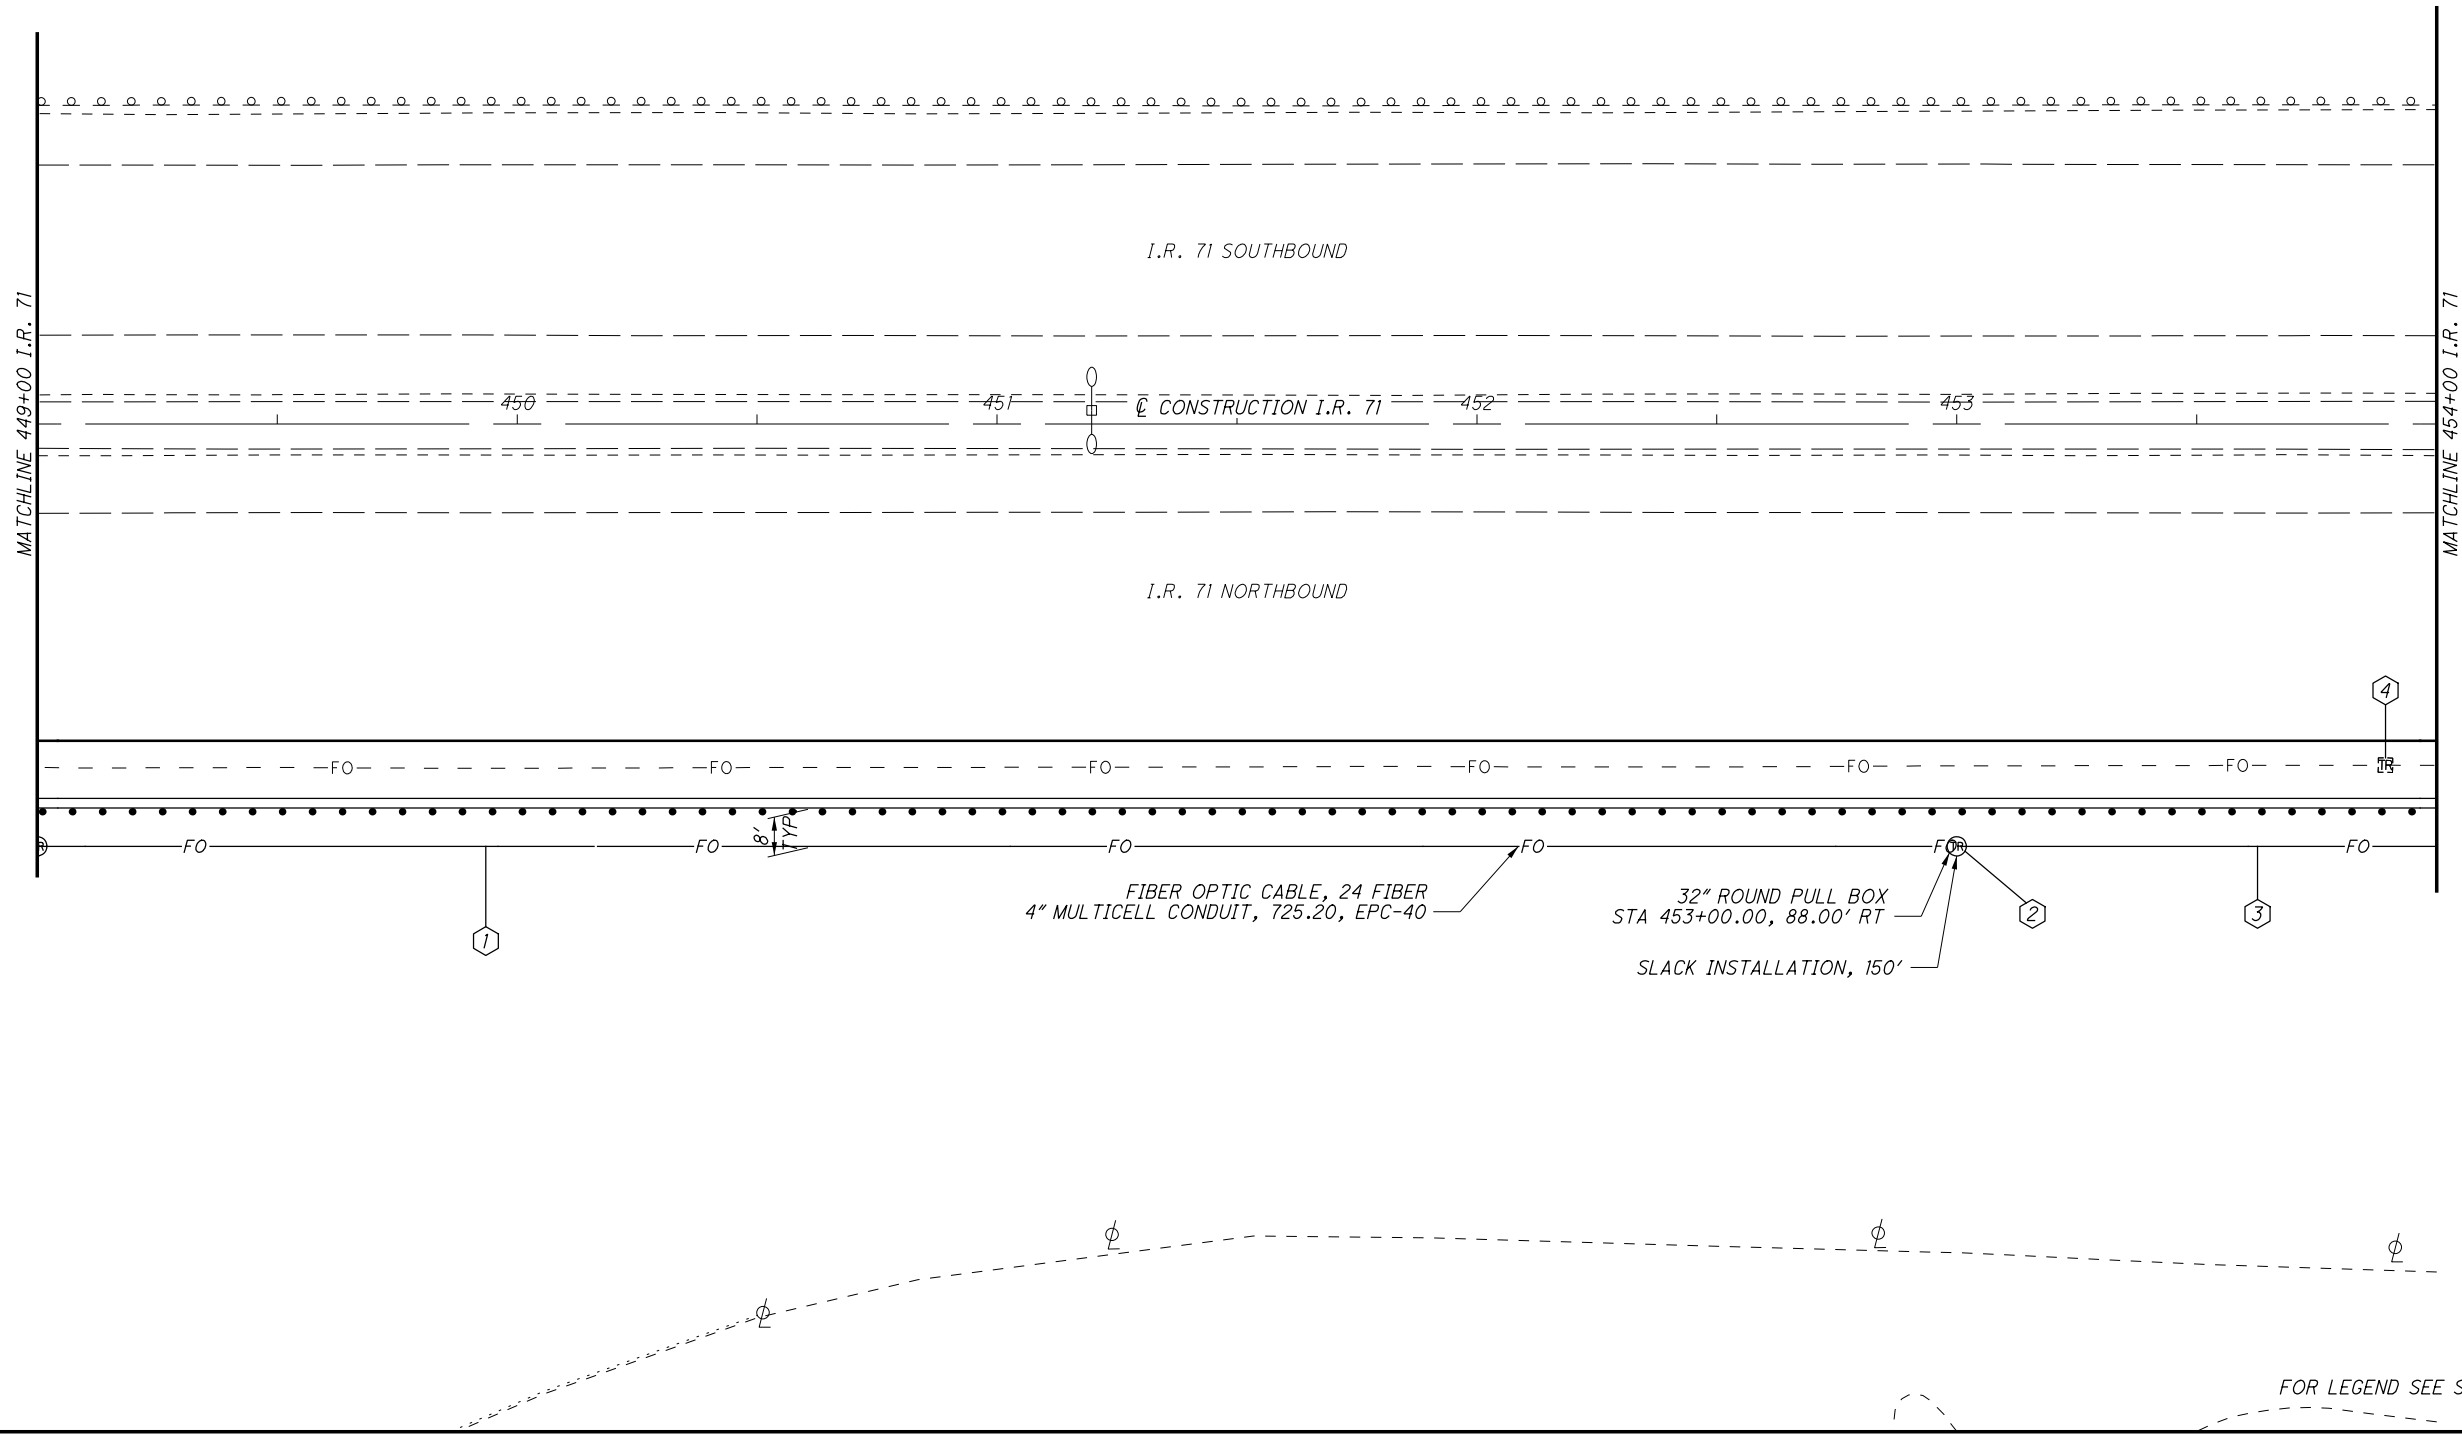 I.R. 71 SOUTHBOUND
MATCHLINE 449+00 I.R. 71
MATCHLINE 454+00 I.R. 71
450
451
℄ CONSTRUCTION I.R. 71
452
453
I.R. 71 NORTHBOUND
4
FO
FO
FO
FO
FO
FO
TR
8'
TYP
FO
FO
FO
FO
FO
TR
FO
FIBER OPTIC CABLE, 24 FIBER
4" MULTICELL CONDUIT, 725.20, EPC-40
32" ROUND PULL BOX
STA 453+00.00, 88.00' RT
SLACK INSTALLATION, 150'
1
2
3
FOR LEGEND SEE S